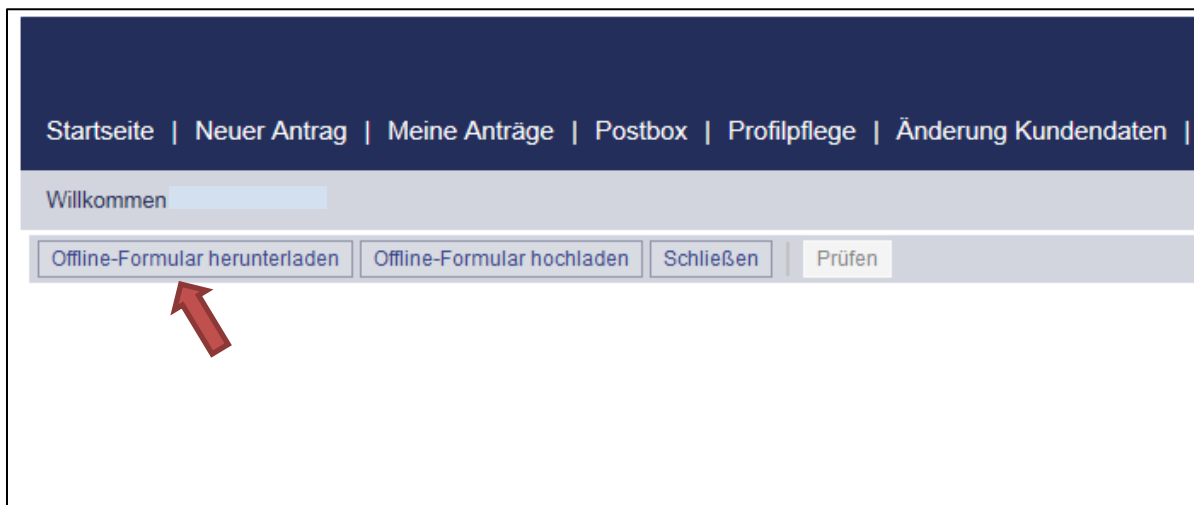 Startseite | Neuer Antrag | Meine Anträge | Postbox | Profilpflege | Änderung Kundendaten |
Willkommen
Offline-Formular herunterladen Offline-Formular hochladen Schließen Prüfen